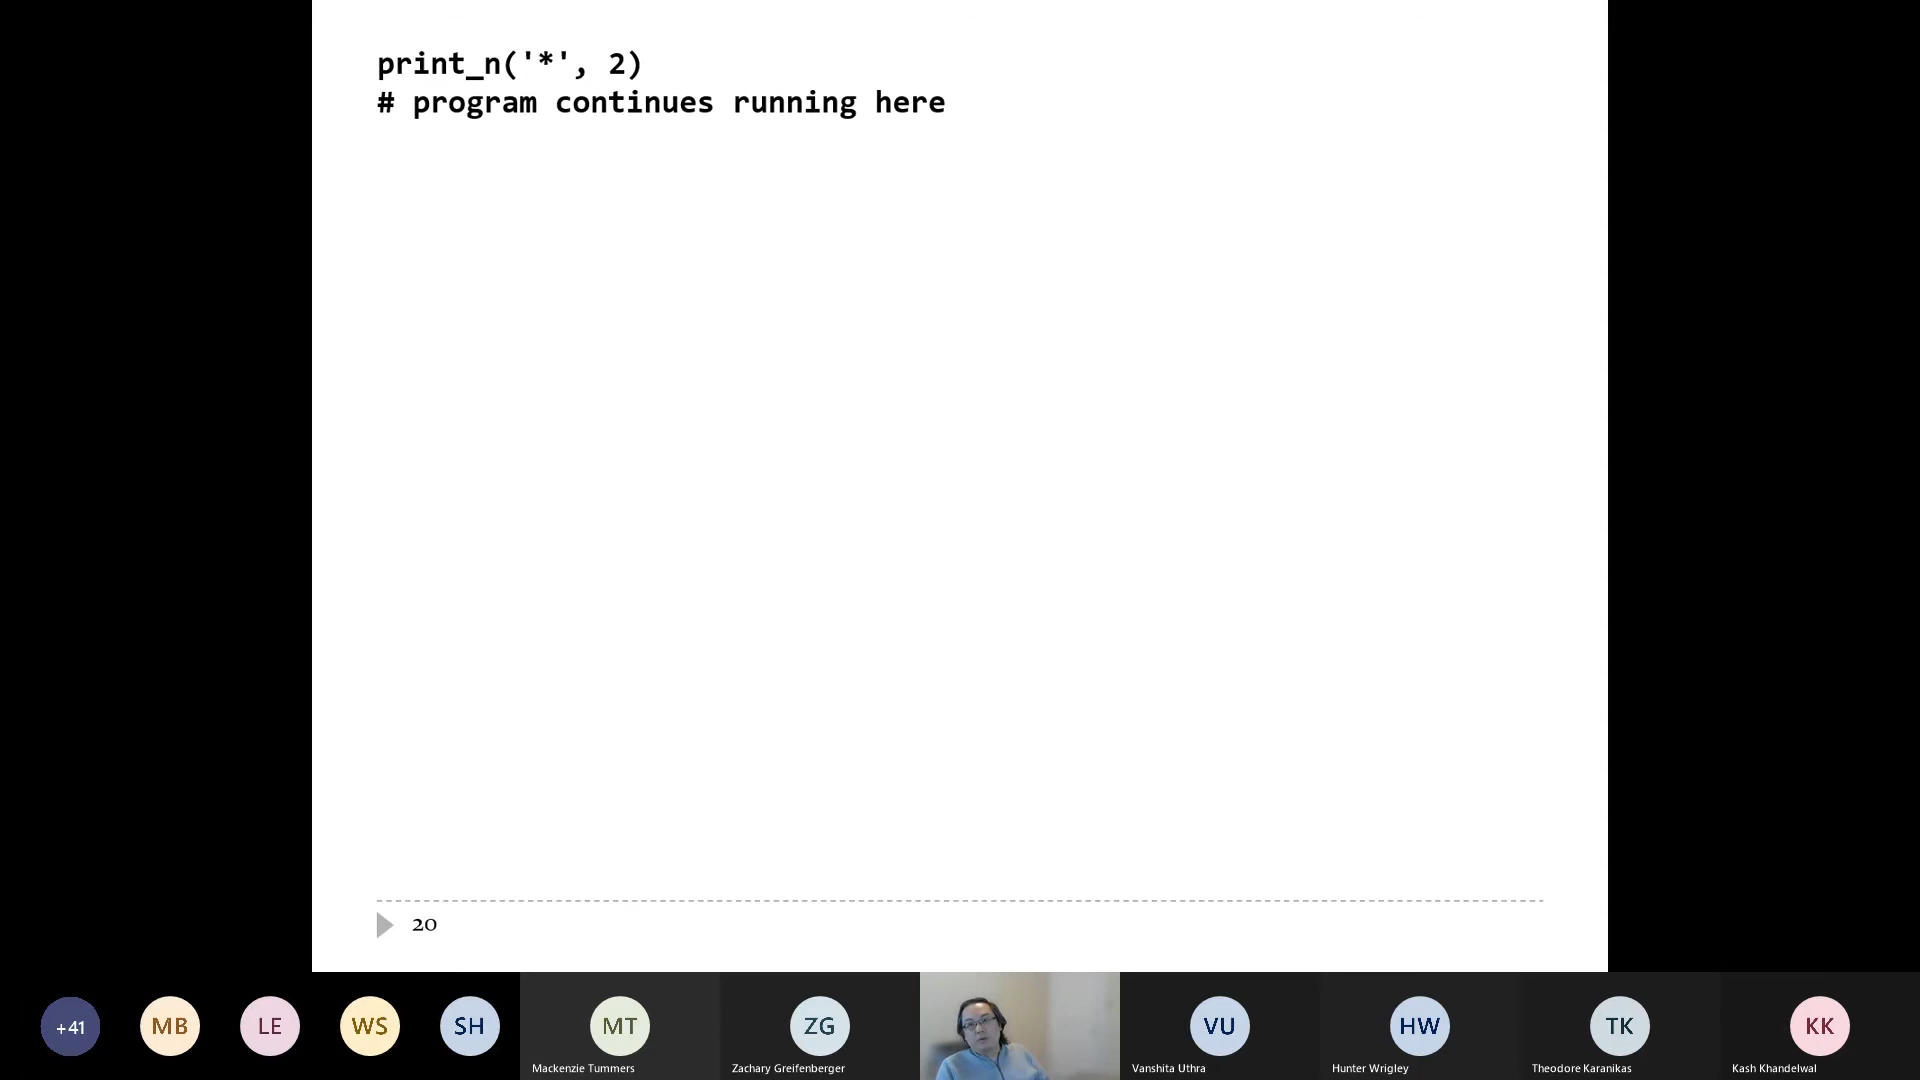 print_n('*', 2)
# program continues running here
20
+41
MB
LE
WS
SH
MT
ZG
VU
HW
TK
KK
Mackenzie Tummers
Zachary Greifenberger
Vanshita Uthra
Hunter Wrigley
Theodore Karanikas
Kash Khandelwal